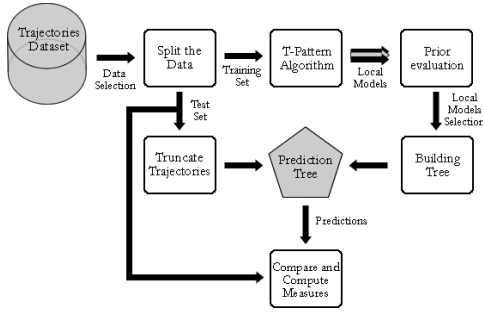 Trajectories
Dataset
Data
Selection
Split the
Data
Training
Set
T-Pattern
Algorithm
Local
Models
Prior
evaluation
Test
Set
Local
Models
Selection
Truncate
Trajectories
Prediction
Tree
Building
Tree
Predictions
Compare and
Compute
Measures